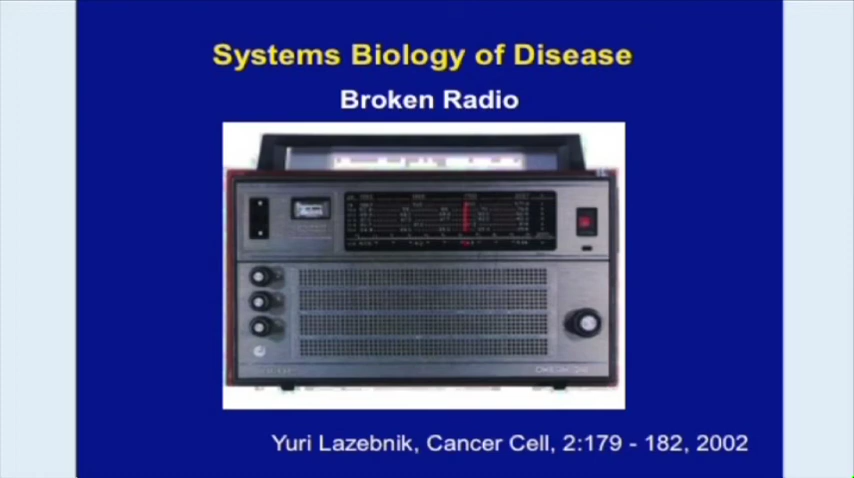 Systems Biology of Disease
Broken Radio
Yuri Lazebnik, Cancer Cell, 2:179 - 182, 2002